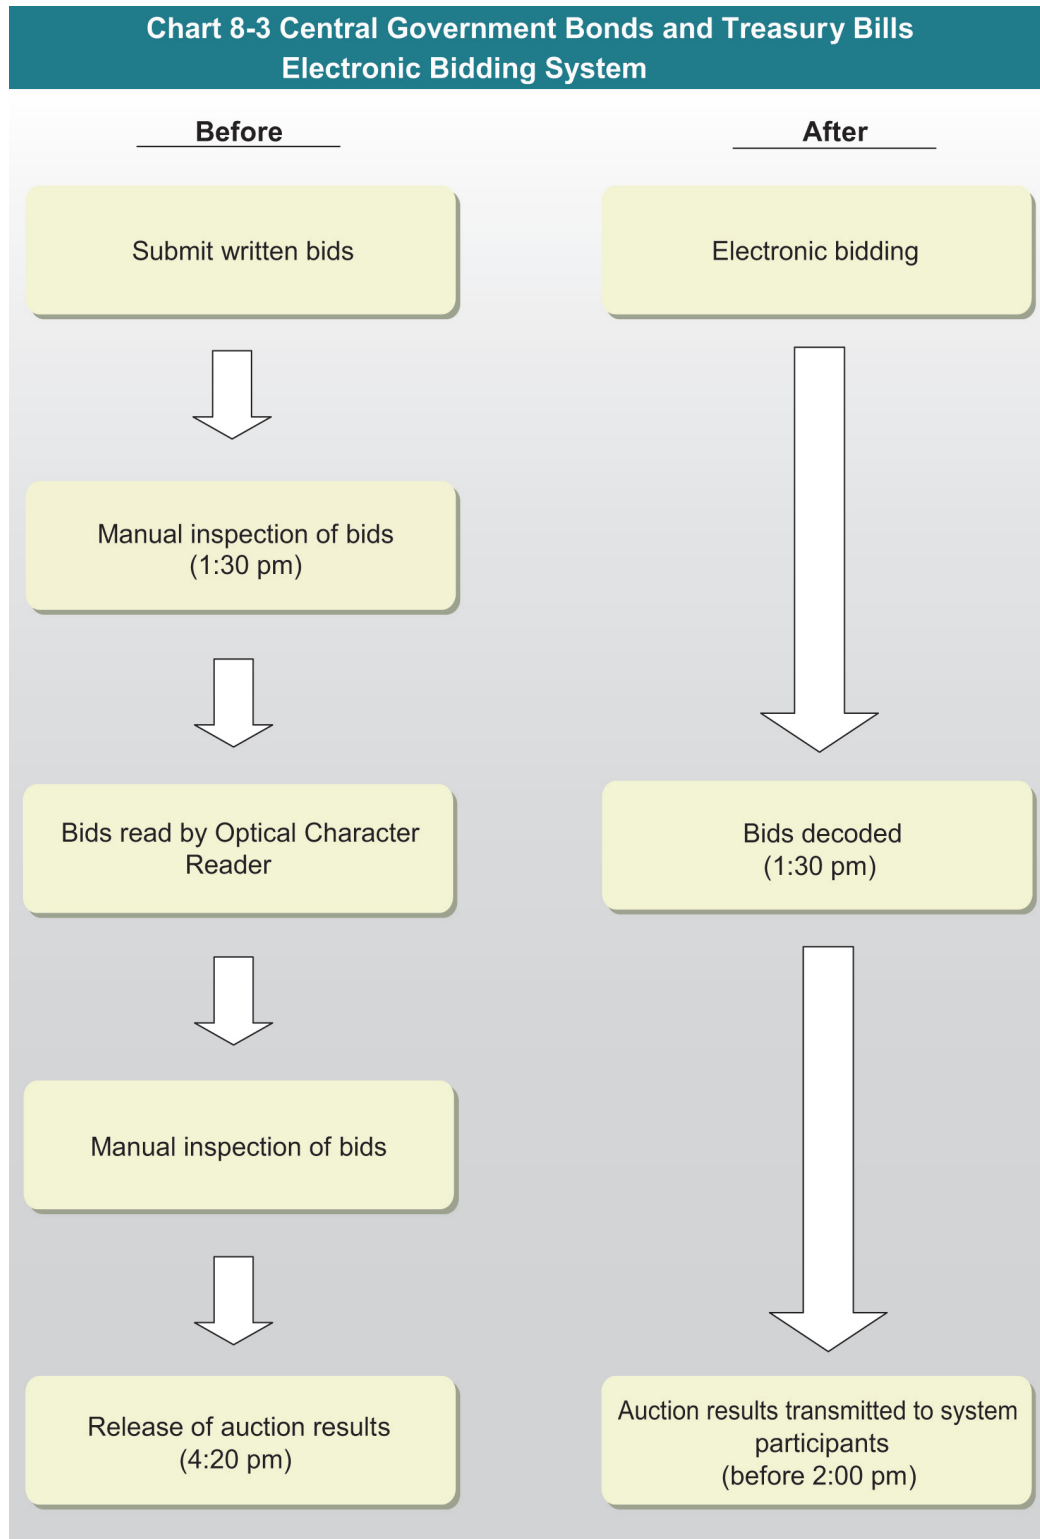 Chart 8-3 Central Government Bonds and Treasury Bills
Electronic Bidding System
Before
Submit written bids
Manual inspection of bids
(1:30 pm)
Bids read by Optical Character
Reader
Manual inspection of bids
Release of auction results
(4:20 pm)
After
Electronic bidding
Bids decoded
(1:30 pm)
Auction results transmitted to system
participants
(before 2:00 pm)